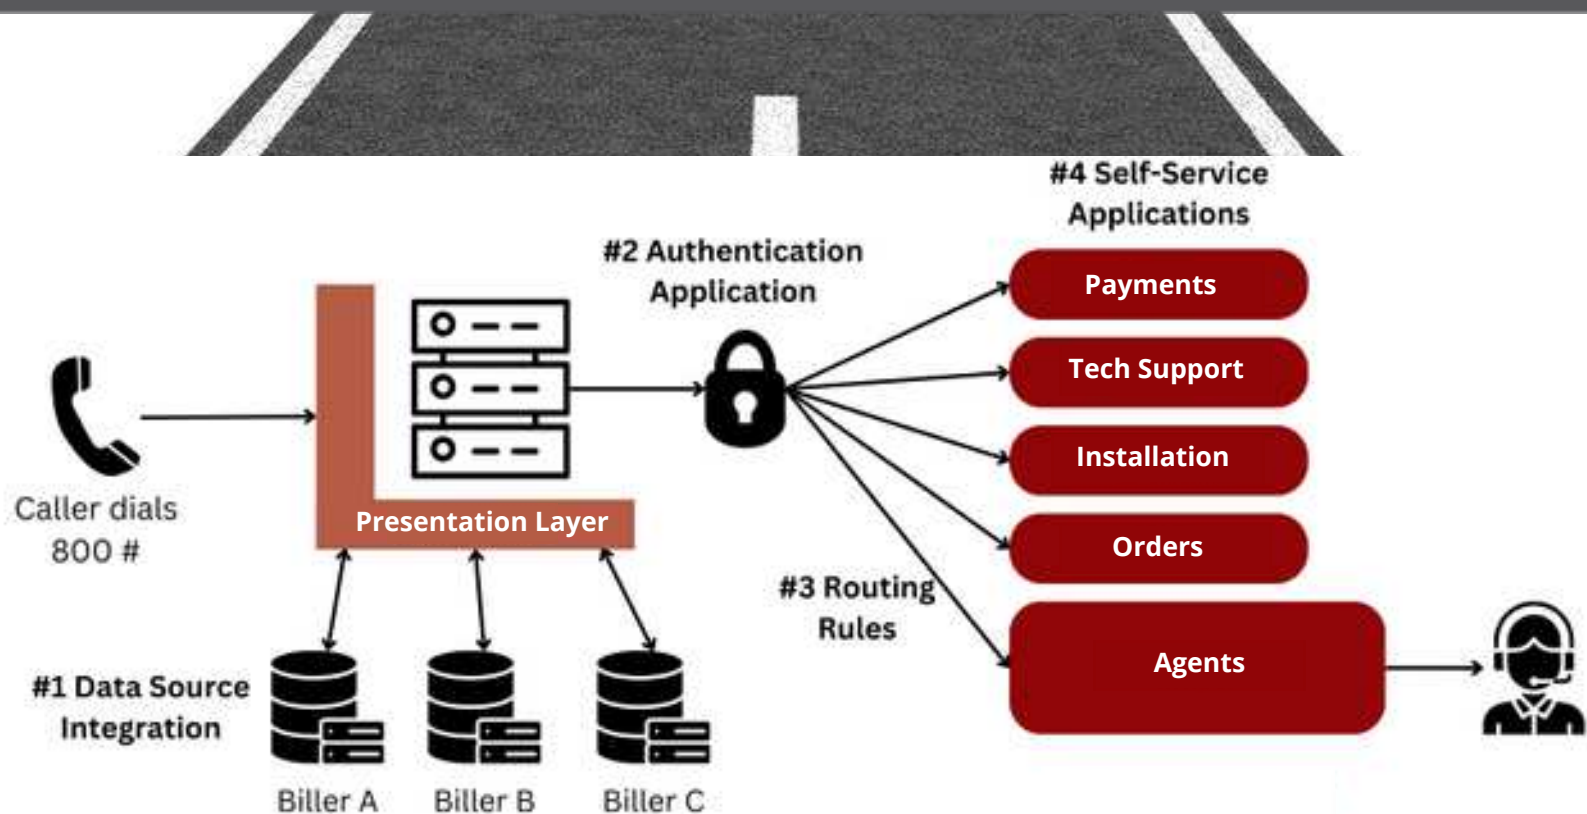 #4 Self-Service
Applications
#2 Authentication
Application
Payments
Tech Support
Installation
Orders
Agents
Caller dials
800 #
Presentation Layer
#3 Routing
Rules
#1 Data Source
Integration
Biller A
Biller B
Biller C